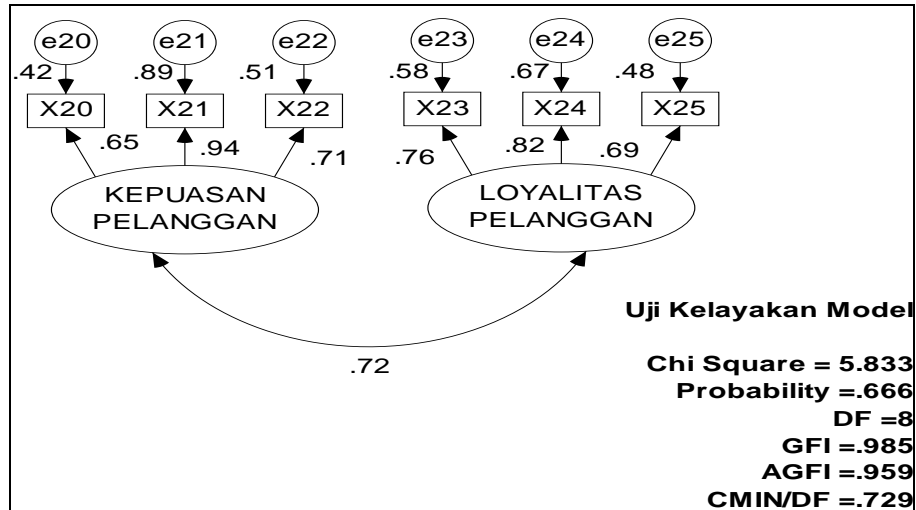 e20 e21 e22 e23 e24 e25
.42 .89 .51 .58 .67 .48
X20 X21 X22 X23 X24 X25
.65 .94 .71 .76 .82 .69
KEPUASAN
PELANGGAN
LOYALITAS
PELANGGAN
.72
Uji Kelayakan Model
Chi Square = 5.833
Probability =.666
DF =8
GFI =.985
AGFI =.959
CMIN/DF =.729